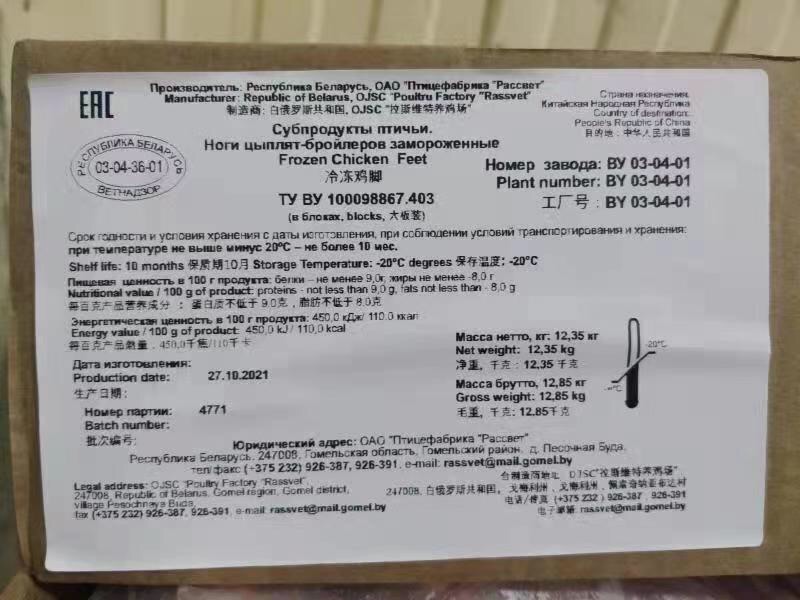 EAC
Производитель: Республика Беларусь, ОАО "Птицефабрика "Рассвет"
Manufacturer: Republic of Belarus, OJSC "Poultru Factory "Rassvet"
制造商: 白俄罗斯共和国, OJSC "拉斯维特养鸡场"
Страна назначения:
Китайская Народная Республика
Country of destination:
People's Republic of China
目的地: 中华人民共和国
РЕСПУБЛИКА БЕЛАРУСЬ
03-04-36-01
ВЕТНАДЗОР
Субпродукты птичьи.
Ноги цыплят-бройлеров замороженные
Frozen Chicken Feet
冷冻鸡脚
ТУ BY 100098867.403
(в блоках, blocks, 六板装)
Номер завода: BY 03-04-01
Plant number: BY 03-04-01
工厂号: BY 03-04-01
Срок годности и условия хранения с даты изготовления, при соблюдении условий транспортирования и хранения:
при температуре не выше минус 20°С – не более 10 мес.
Shelf life: 10 months 保质期10月 Storage Temperature: -20°C degrees 保存温度: -20°C
Пищевая ценность в 100 г продукта: белки – не менее 9,0г, жиры не менее -8,0 г
Nutritional value / 100 g of product: proteins - not less than 9,0 g, fats not less than - 8,0 g
每百克产品营养成分: 蛋白质不低于9.0克, 脂肪不低于8.0克
Энергетическая ценность в 100 г продукта: 450,0 кДж/ 110,0 ккал
Energy value / 100 g of product: 450,0 kJ / 110,0 kcal
每百克产品热量: 450,0千焦/110千卡
Дата изготовления:
Production date: 27.10.2021
生产日期:
Номер партии: 4771
Batch number:
批次编号:
Масса нетто, кг: 12,35 кг
Net weight: 12,35 kg
净重, 千克: 12,35 千克
Масса брутто, 12,85 кг
Gross weight: 12,85 kg
毛重, 千克: 12.85千克
-20°C
Юридический адрес: ОАО "Птицефабрика "Рассвет"
Республика Беларусь, 247008, Гомельская область, Гомельский район, д. Песочная Буда,
тел/факс (+375 232) 926-387, 926-391. e-mail: rassvet@mail.gomel.by
Legal address: OJSC "Poultry Factory "Rassvet",
247008, Republic of Belarus, Gomel region, Gomel district,
village Pesochnaya Buda,
fax (+375 232) 926-387, 926-391, e-mail: rassvet@mail.gomel.by
OJSC"拉斯维特养鸡场"
247008, 白俄罗斯共和国, 戈梅利州, 戈梅利州,
电话/传真 (+375 232) 926-387, 926-391
电子邮箱: rassvet@mail.gomel.by